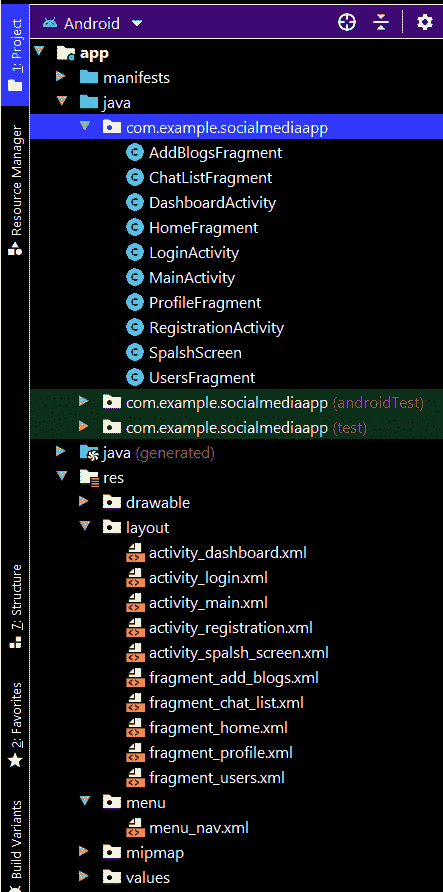 1: Project
Resource Manager
7: Structure
2: Favorites
Build Variants
Android
app
manifests
java
com.example.socialmediaapp
AddBlogsFragment
ChatListFragment
DashboardActivity
HomeFragment
LoginActivity
MainActivity
ProfileFragment
RegistrationActivity
SpalshScreen
UsersFragment
com.example.socialmediaapp (androidTest)
com.example.socialmediaapp (test)
java (generated)
res
drawable
layout
activity_dashboard.xml
activity_login.xml
activity_main.xml
activity_registration.xml
activity_spalsh_screen.xml
fragment_add_blogs.xml
fragment_chat_list.xml
fragment_home.xml
fragment_profile.xml
fragment_users.xml
menu
menu_nav.xml
mipmap
values